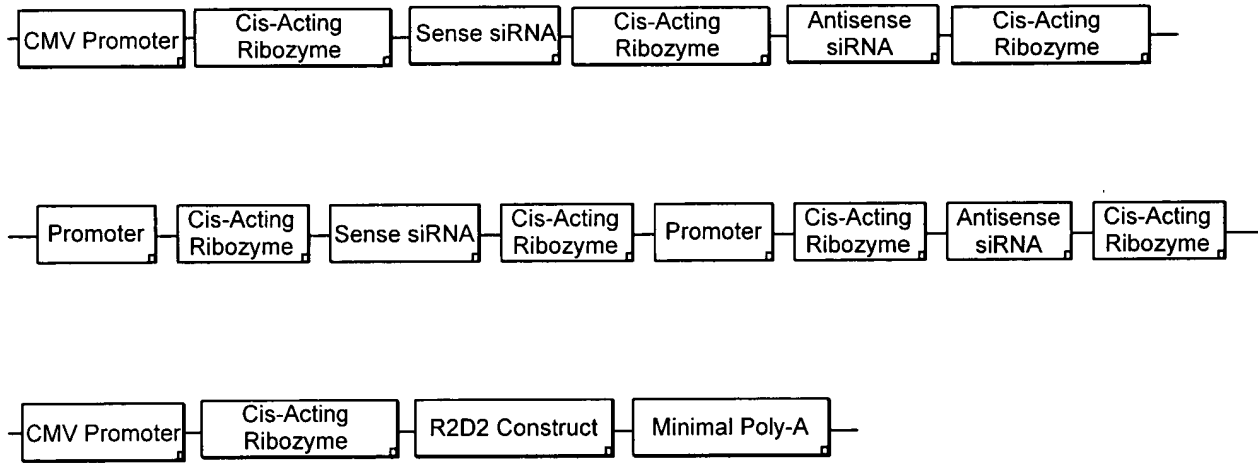 CMV Promoter
Cis-Acting
Ribozyme
Sense siRNA
Cis-Acting
Ribozyme
Antisense
siRNA
Cis-Acting
Ribozyme
Promoter
Cis-Acting
Ribozyme
Sense siRNA
Cis-Acting
Ribozyme
Promoter
Cis-Acting
Ribozyme
Antisense
siRNA
Cis-Acting
Ribozyme
CMV Promoter
Cis-Acting
Ribozyme
R2D2 Construct
Minimal Poly-A